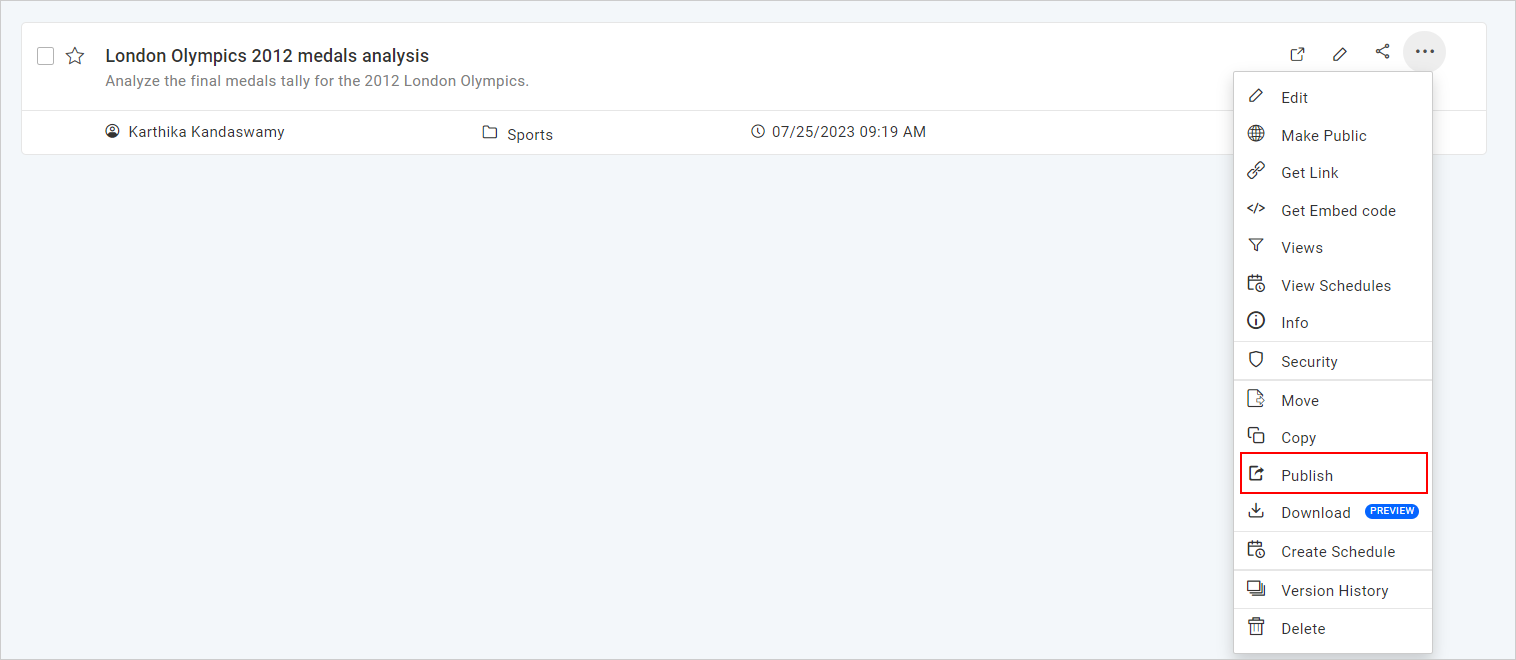 London Olympics 2012 medals analysis
Analyze the final medals tally for the 2012 London Olympics.
Karthika Kandaswamy
Sports
07/25/2023 09:19 AM
Edit
Make Public
Get Link
Get Embed code
Views
View Schedules
Info
Security
Move
Copy
Publish
Download PREVIEW
Create Schedule
Version History
Delete